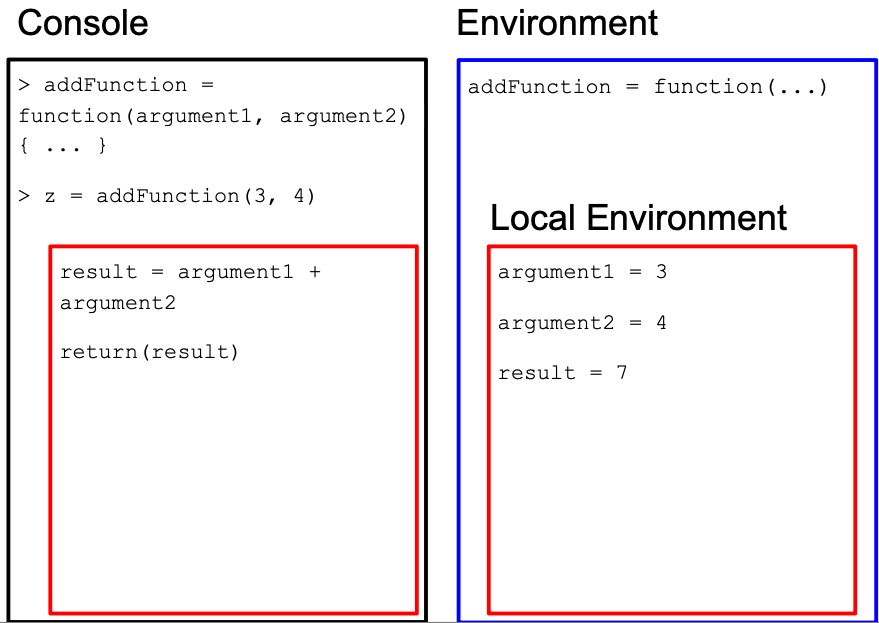 Console
> addFunction =
function(argument1, argument2)
{ ... }
> z = addFunction(3, 4)
result = argument1 +
argument2
return(result)
Environment
addFunction = function(...)
Local Environment
argument1 = 3
argument2 = 4
result = 7